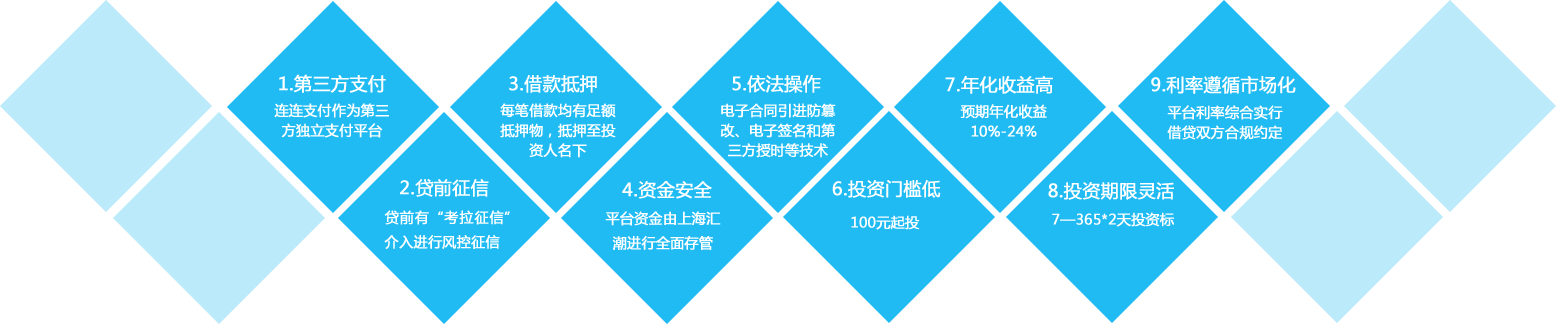 1.第三方支付
连连支付作为第三
方独立支付平台
2.贷前征信
贷前有“考拉征信”
介入进行风控征信
3.借款抵押
每笔借款均有足额
抵押物，抵押至投
资人名下
4.资金安全
平台资金由上海汇
潮进行全面存管
5.依法操作
电子合同引进防篡
改、电子签名和第
三方授时等技术
6.投资门槛低
100元起投
7.年化收益高
预期年化收益
10%-24%
8.投资期限灵活
7—365*2天投资标
9.利率遵循市场化
平台利率综合实行
借贷双方合规约定